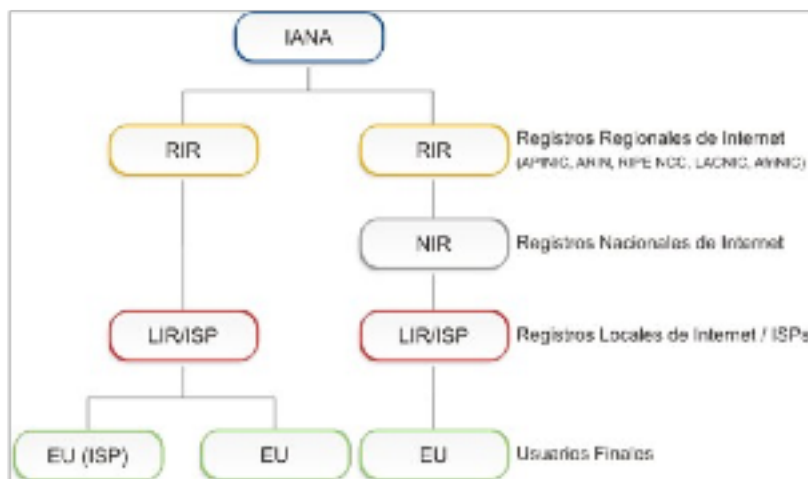 IANA
RIR
RIR
Registros Regionales de Internet
(APNIC, ARIN, RIPE NCC, LACNIC, AfriNIC)
NIR
Registros Nacionales de Internet
LIR/ISP
LIR/ISP
Registros Locales de Internet / ISPs
EU (ISP)
EU
EU
Usuarios Finales